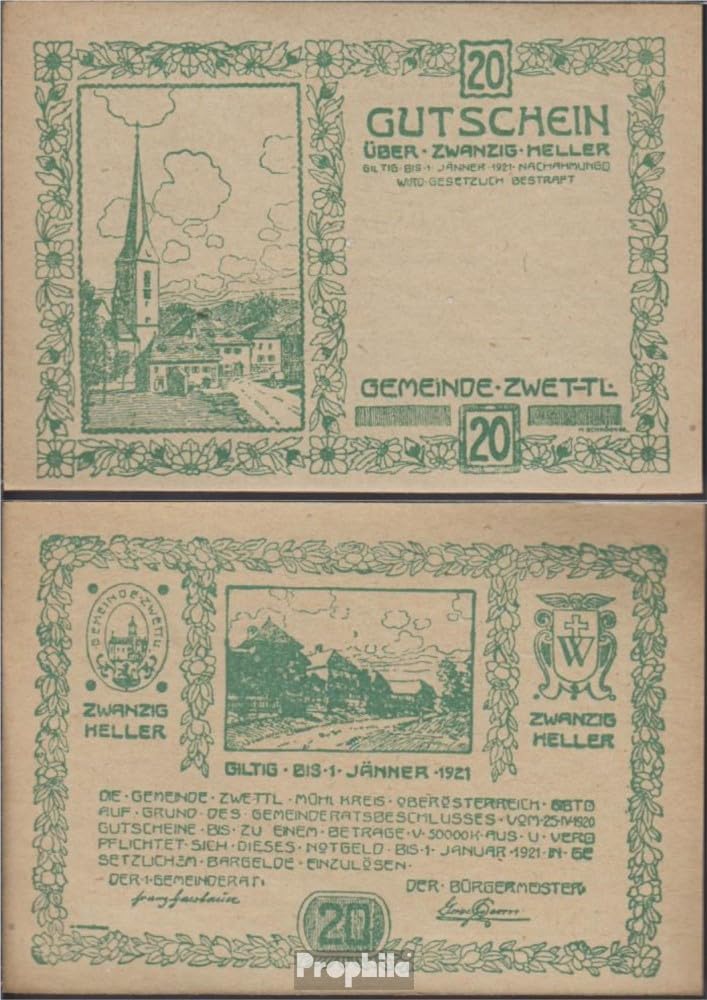 20
GUTSCHEIN
ÜBER · ZWANZIG · HELLER
GILTIG · BIS · 1 · JÄNNER · 1921 · NACHAHMUNG
WIRD · GESETZLICH BESTRAFT
GEMEINDE · ZWET-TL ·
20
GEMEINDE · ZWETTL
W
ZWANZIG
HELLER
ZWANZIG
HELLER
GILTIG · BIS · 1 · JÄNNER · 1921
DIE · GEMEINDE · ZWETTL · MÜHLKREIS · OBERÖSTERREICH · GIBT
AUF · GRUND · DES · GEMEINDERATSBESCHLUSSES · VOM · 25 · IV · 1920
GUTSCHEINE · BIS · ZU · EINEM · BETRAGE · V · 50000 K · AUS · U · VER
PFLICHTET · SICH · DIESES · NOTGELD · BIS · 1 · JANUAR · 1921 · IN · GE
SETZLICHEM · BARGELDE · EINZULÖSEN ·
DER · 1 · GEMEINDERAT:
DER · BÜRGERMEISTER:
20
Prophila